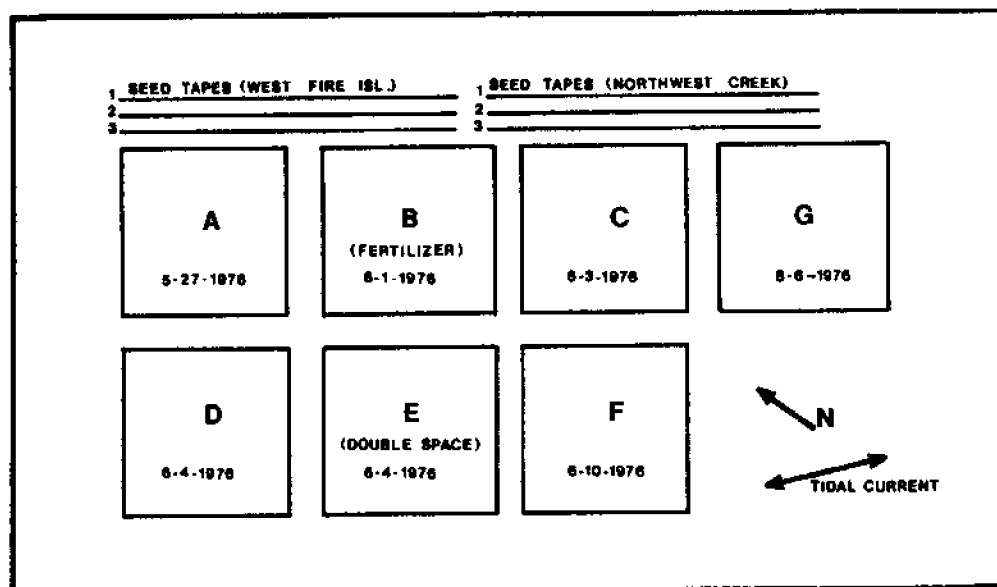 1 SEED TAPES (WEST FIRE ISL.)
2
3
1 SEED TAPES (NORTHWEST CREEK)
2
3
A
5-27-1976
B
(FERTILIZER)
6-1-1976
C
6-3-1976
G
8-6-1976
D
6-4-1976
E
(DOUBLE SPACE)
6-4-1976
F
6-10-1976
N
TIDAL CURRENT